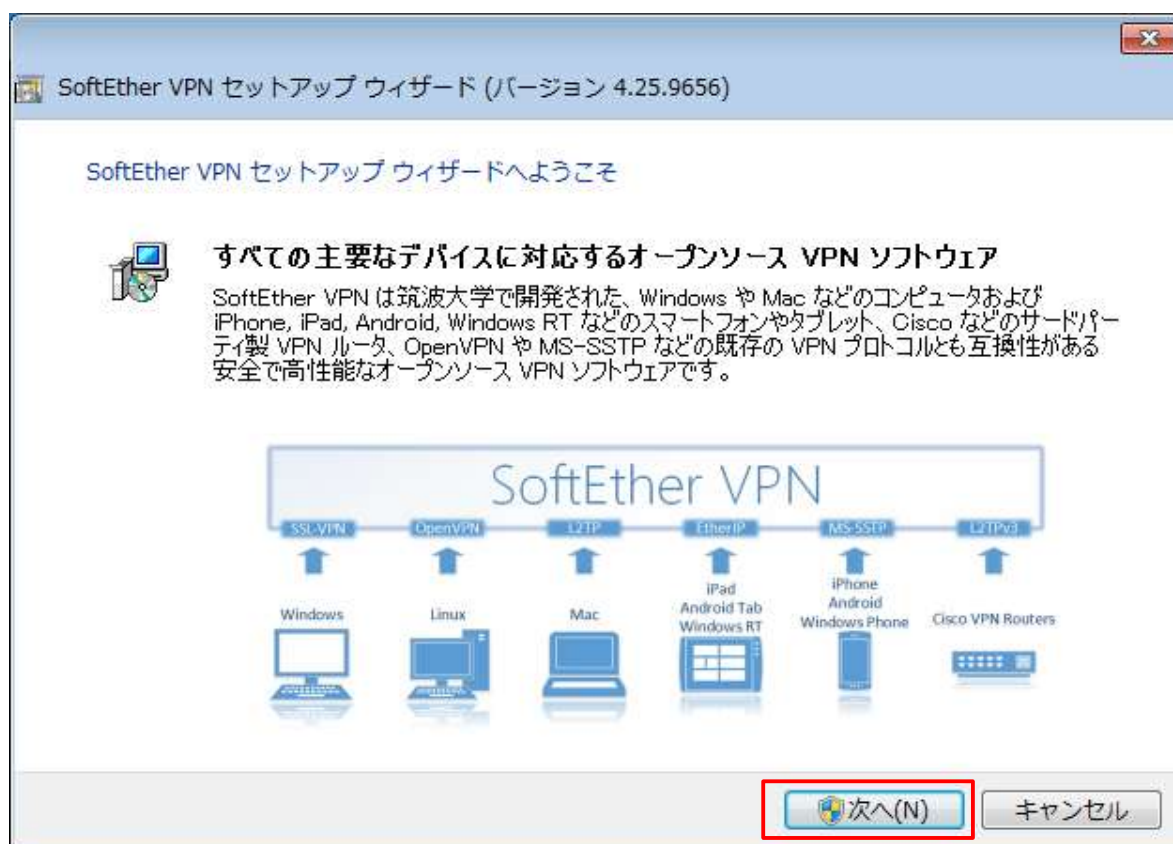 SoftEther VPN セットアップ ウィザード (バージョン 4.25.9656)
SoftEther VPN セットアップ ウィザードへようこそ
すべての主要なデバイスに対応するオープンソース VPN ソフトウェア
SoftEther VPN は筑波大学で開発された、Windows や Mac などのコンピュータおよび
iPhone, iPad, Android, Windows RT などのスマートフォンやタブレット、Cisco などのサードパー
ティ製 VPN ルータ、OpenVPN や MS-SSTP などの既存の VPN プロトコルとも互換性がある
安全で高性能なオープンソース VPN ソフトウェアです。
SoftEther VPN
SSL-VPN OpenVPN L2TP EtherIP MS-SSTP L2TPv3
Windows
Linux
Mac
iPad
Android Tab
Windows RT
iPhone
Android
Windows Phone
Cisco VPN Routers
次へ(N) キャンセル